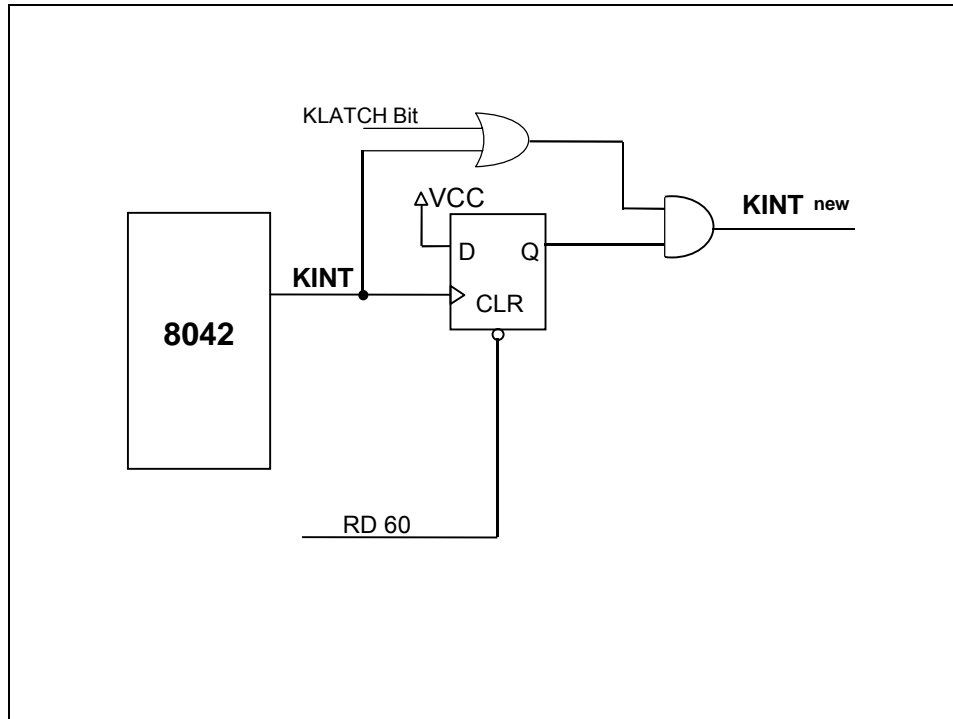 KLATCH Bit
VCC
KINT new
D Q
KINT
CLR
8042
RD 60